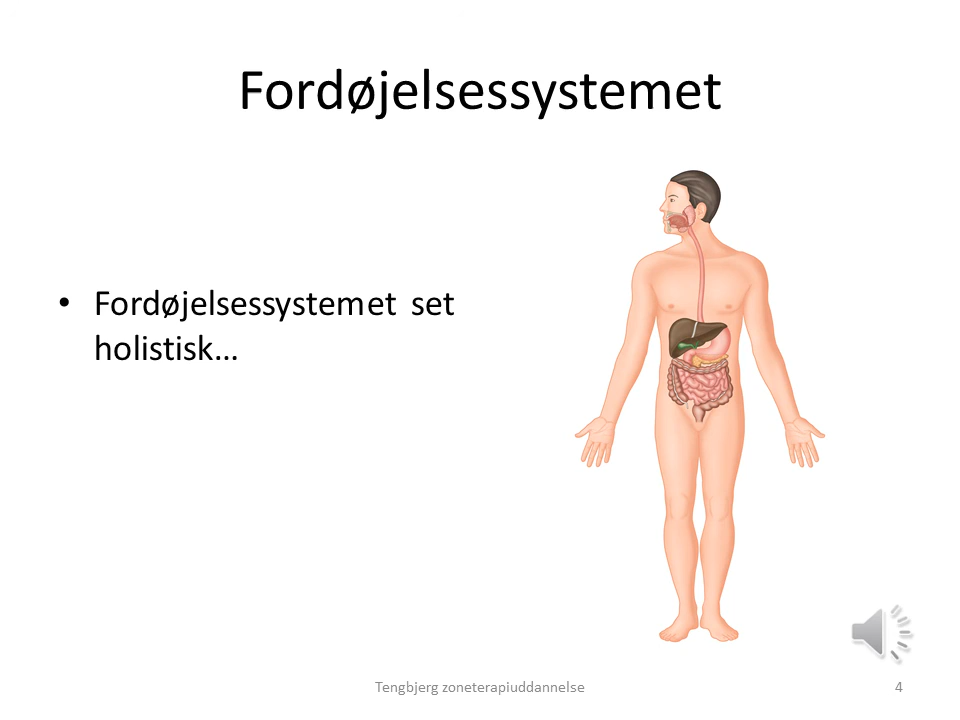 Fordøjelsessystemet
• Fordøjelsessystemet set
holistisk…
Tengbjerg zoneterapiuddannelse
4